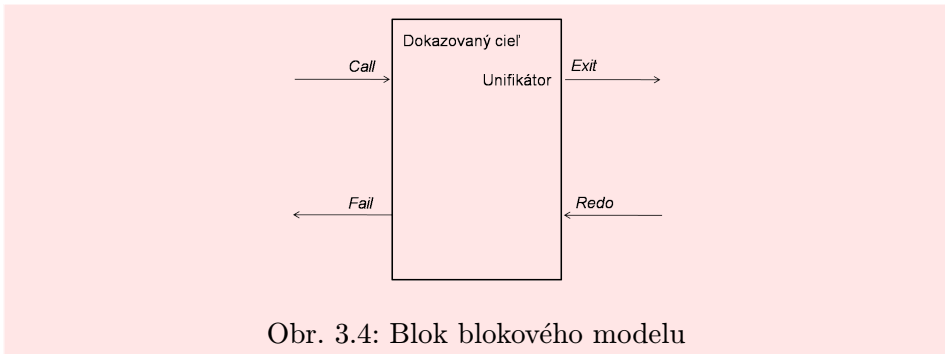 Dokazovaný cieľ
Call
Unifikátor
Exit
Fail
Redo
Obr. 3.4: Blok blokového modelu